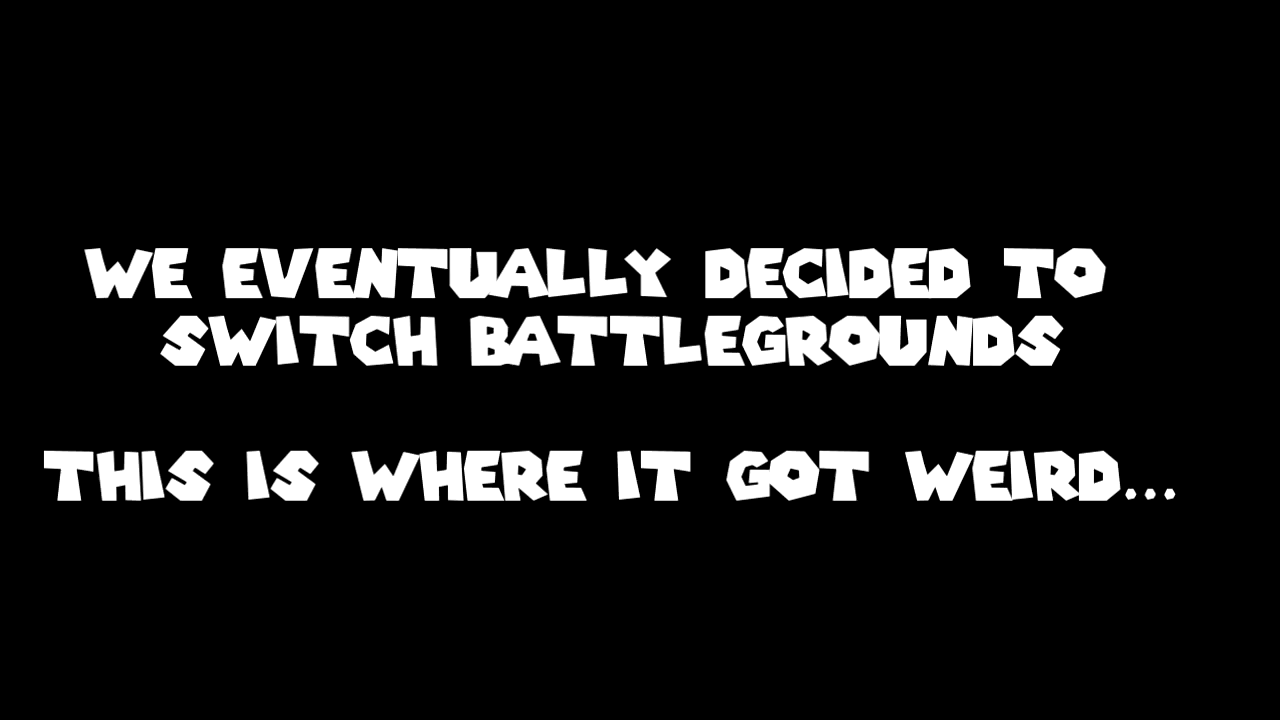 WE EVENTUALLY DECIDED TO
SWITCH BATTLEGROUNDS
THIS IS WHERE IT GOT WEIRD...